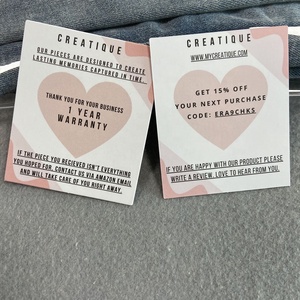 CREATIQUE
OUR PIECES ARE DESIGNED TO CREATE
LASTING MEMORIES CAPTURED IN TIME.
THANK YOU FOR YOUR BUSINESS
1 YEAR
WARRANTY
IF THE PIECE YOU RECIEVED ISN'T EVERYTHING
YOU HOPED FOR, CONTACT US VIA AMAZON EMAIL
AND WILL TAKE CARE OF YOU RIGHT AWAY.
CREATIQUE
WWW.MYCREATIQUE.COM
GET 15% OFF
YOUR NEXT PURCHASE
CODE: ERA9CHKS
IF YOU ARE HAPPY WITH OUR PRODUCT PLEASE
WRITE A REVIEW. LOVE TO HEAR FROM YOU.